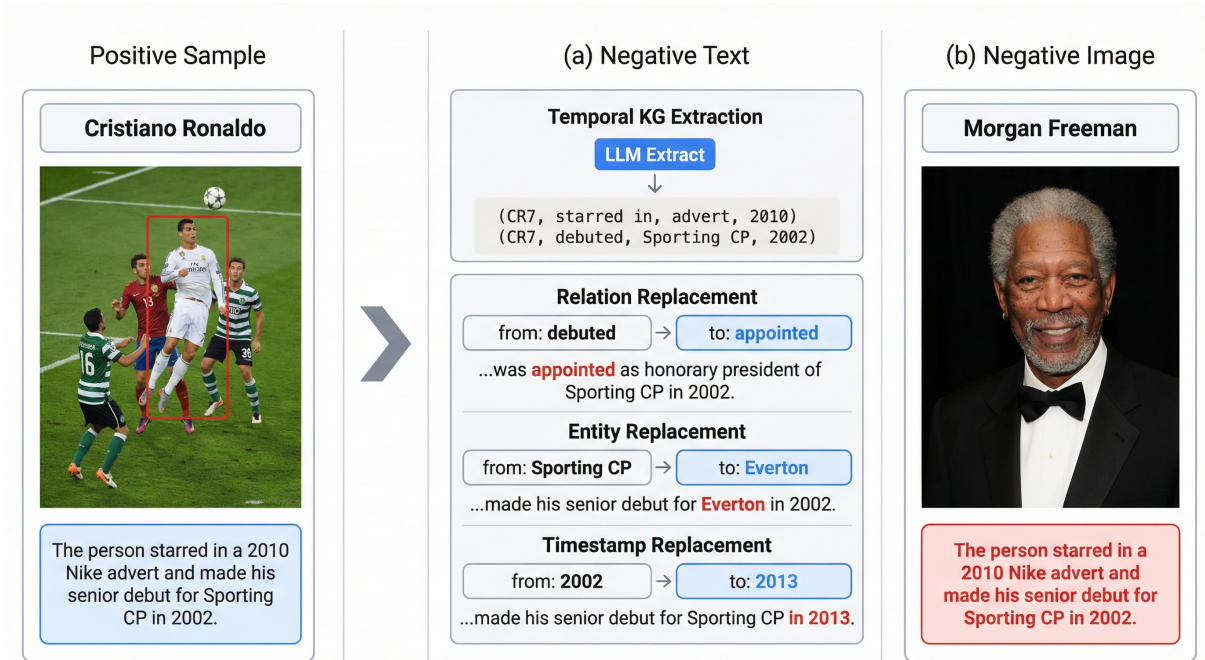 Positive Sample
Cristiano Ronaldo
13
16
36
The person starred in a 2010
Nike advert and made his
senior debut for Sporting
CP in 2002.
(a) Negative Text
Temporal KG Extraction
LLM Extract
(CR7, starred in, advert, 2010)
(CR7, debuted, Sporting CP, 2002)
Relation Replacement
from: debuted → to: appointed
...was appointed as honorary president of
Sporting CP in 2002.
Entity Replacement
from: Sporting CP → to: Everton
...made his senior debut for Everton in 2002.
Timestamp Replacement
from: 2002 → to: 2013
...made his senior debut for Sporting CP in 2013.
(b) Negative Image
Morgan Freeman
The person starred in a
2010 Nike advert and
made his senior debut for
Sporting CP in 2002.